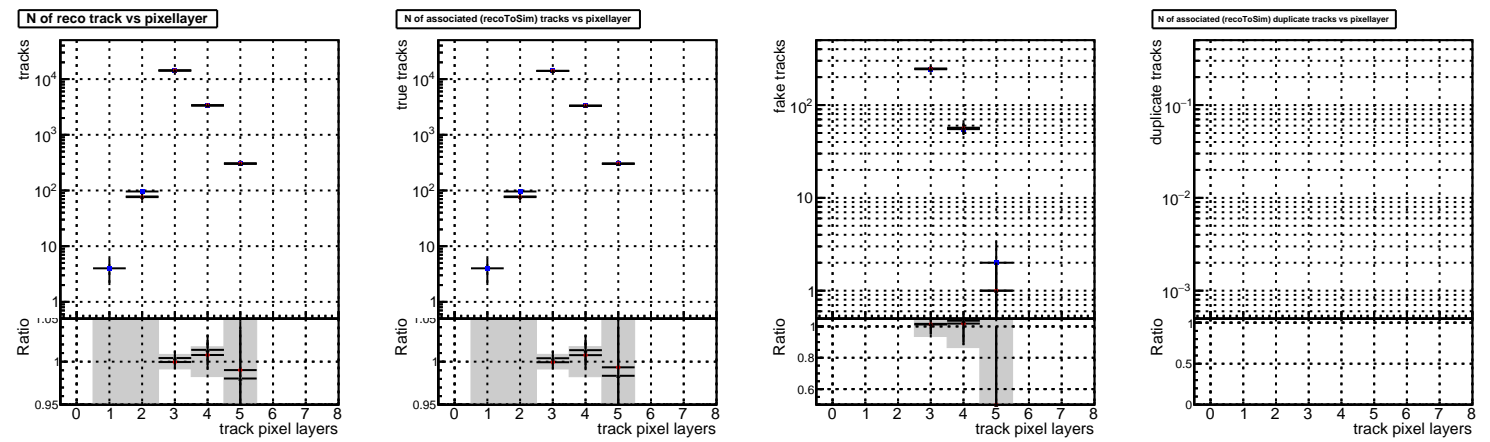 N of reco track vs pixellayer
tracks
10⁴
10³
10²
10
1
1.05
Ratio
1
0.95
0 1 2 3 4 5 6 7 8
track pixel layers
N of associated (recoToSim) tracks vs pixellayer
true tracks
10⁴
10³
10²
10
1
1.05
Ratio
1
0.95
0 1 2 3 4 5 6 7 8
track pixel layers
fake tracks
10²
10
1
Ratio
1
0.8
0.6
0 1 2 3 4 5 6 7 8
track pixel layers
N of associated (recoToSim) duplicate tracks vs pixellayer
duplicate tracks
10⁻¹
10⁻²
10⁻³
Ratio
1
0.5
0
0 1 2 3 4 5 6 7 8
track pixel layers